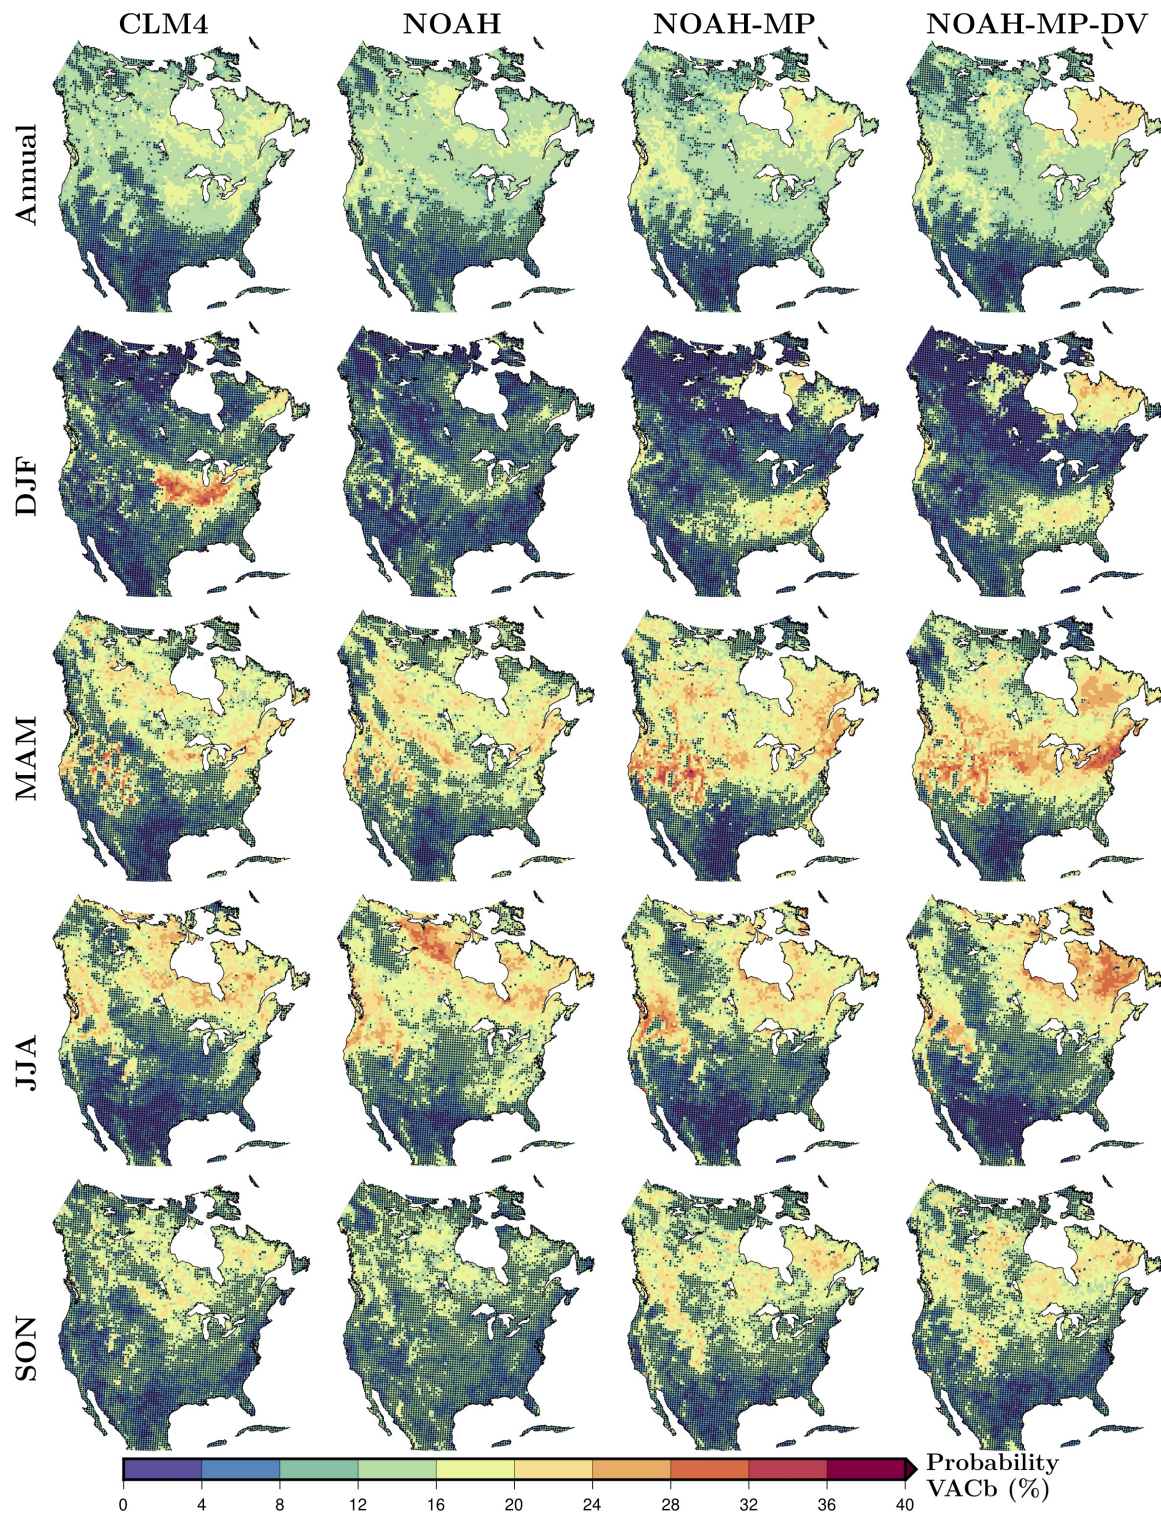 CLM4 NOAH NOAH-MP NOAH-MP-DV
Annual
DJF
MAM
JJA
SON
Probability
VACb (%)
0 4 8 12 16 20 24 28 32 36 40